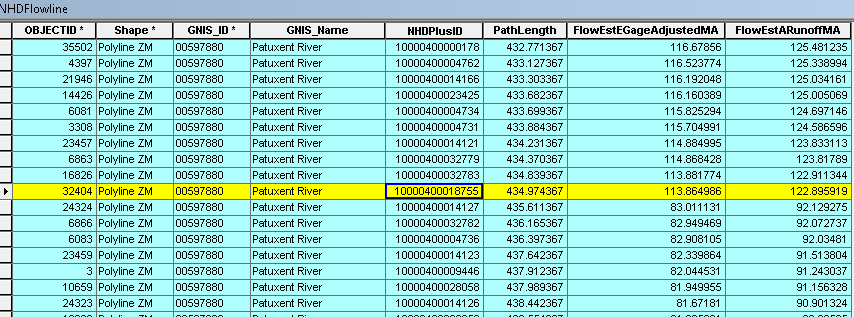 NHDFlowline
OBJECTID * Shape * GNIS_ID * GNIS_Name NHDPlusID PathLength FlowEstEGageAdjustedMA FlowEstARunoffMA
35502 Polyline ZM 00597880 Patuxent River 10000400000178 432.771367 116.67856 125.481235
4397 Polyline ZM 00597880 Patuxent River 10000400004762 433.127367 116.523774 125.338994
21946 Polyline ZM 00597880 Patuxent River 10000400014166 433.303367 116.192048 125.034161
14426 Polyline ZM 00597880 Patuxent River 10000400023425 433.682367 116.160389 125.005069
6081 Polyline ZM 00597880 Patuxent River 10000400004734 433.699367 115.825294 124.697146
3308 Polyline ZM 00597880 Patuxent River 10000400004731 433.884367 115.704991 124.586596
23457 Polyline ZM 00597880 Patuxent River 10000400014121 434.231367 114.884995 123.833113
6863 Polyline ZM 00597880 Patuxent River 10000400032779 434.370367 114.868428 123.81789
16826 Polyline ZM 00597880 Patuxent River 10000400032783 434.839367 113.881774 122.911344
32404 Polyline ZM 00597880 Patuxent River 10000400018755 434.974367 113.864986 122.895919
24324 Polyline ZM 00597880 Patuxent River 10000400014127 435.611367 83.011131 92.129275
6866 Polyline ZM 00597880 Patuxent River 10000400032782 436.165367 82.949469 92.072737
6083 Polyline ZM 00597880 Patuxent River 10000400004736 436.397367 82.908105 92.03481
23459 Polyline ZM 00597880 Patuxent River 10000400014123 437.642367 82.339864 91.513804
3 Polyline ZM 00597880 Patuxent River 10000400009446 437.912367 82.044531 91.243037
10659 Polyline ZM 00597880 Patuxent River 10000400028058 437.989367 81.949955 91.156328
24323 Polyline ZM 00597880 Patuxent River 10000400014126 438.442367 81.67181 90.901324